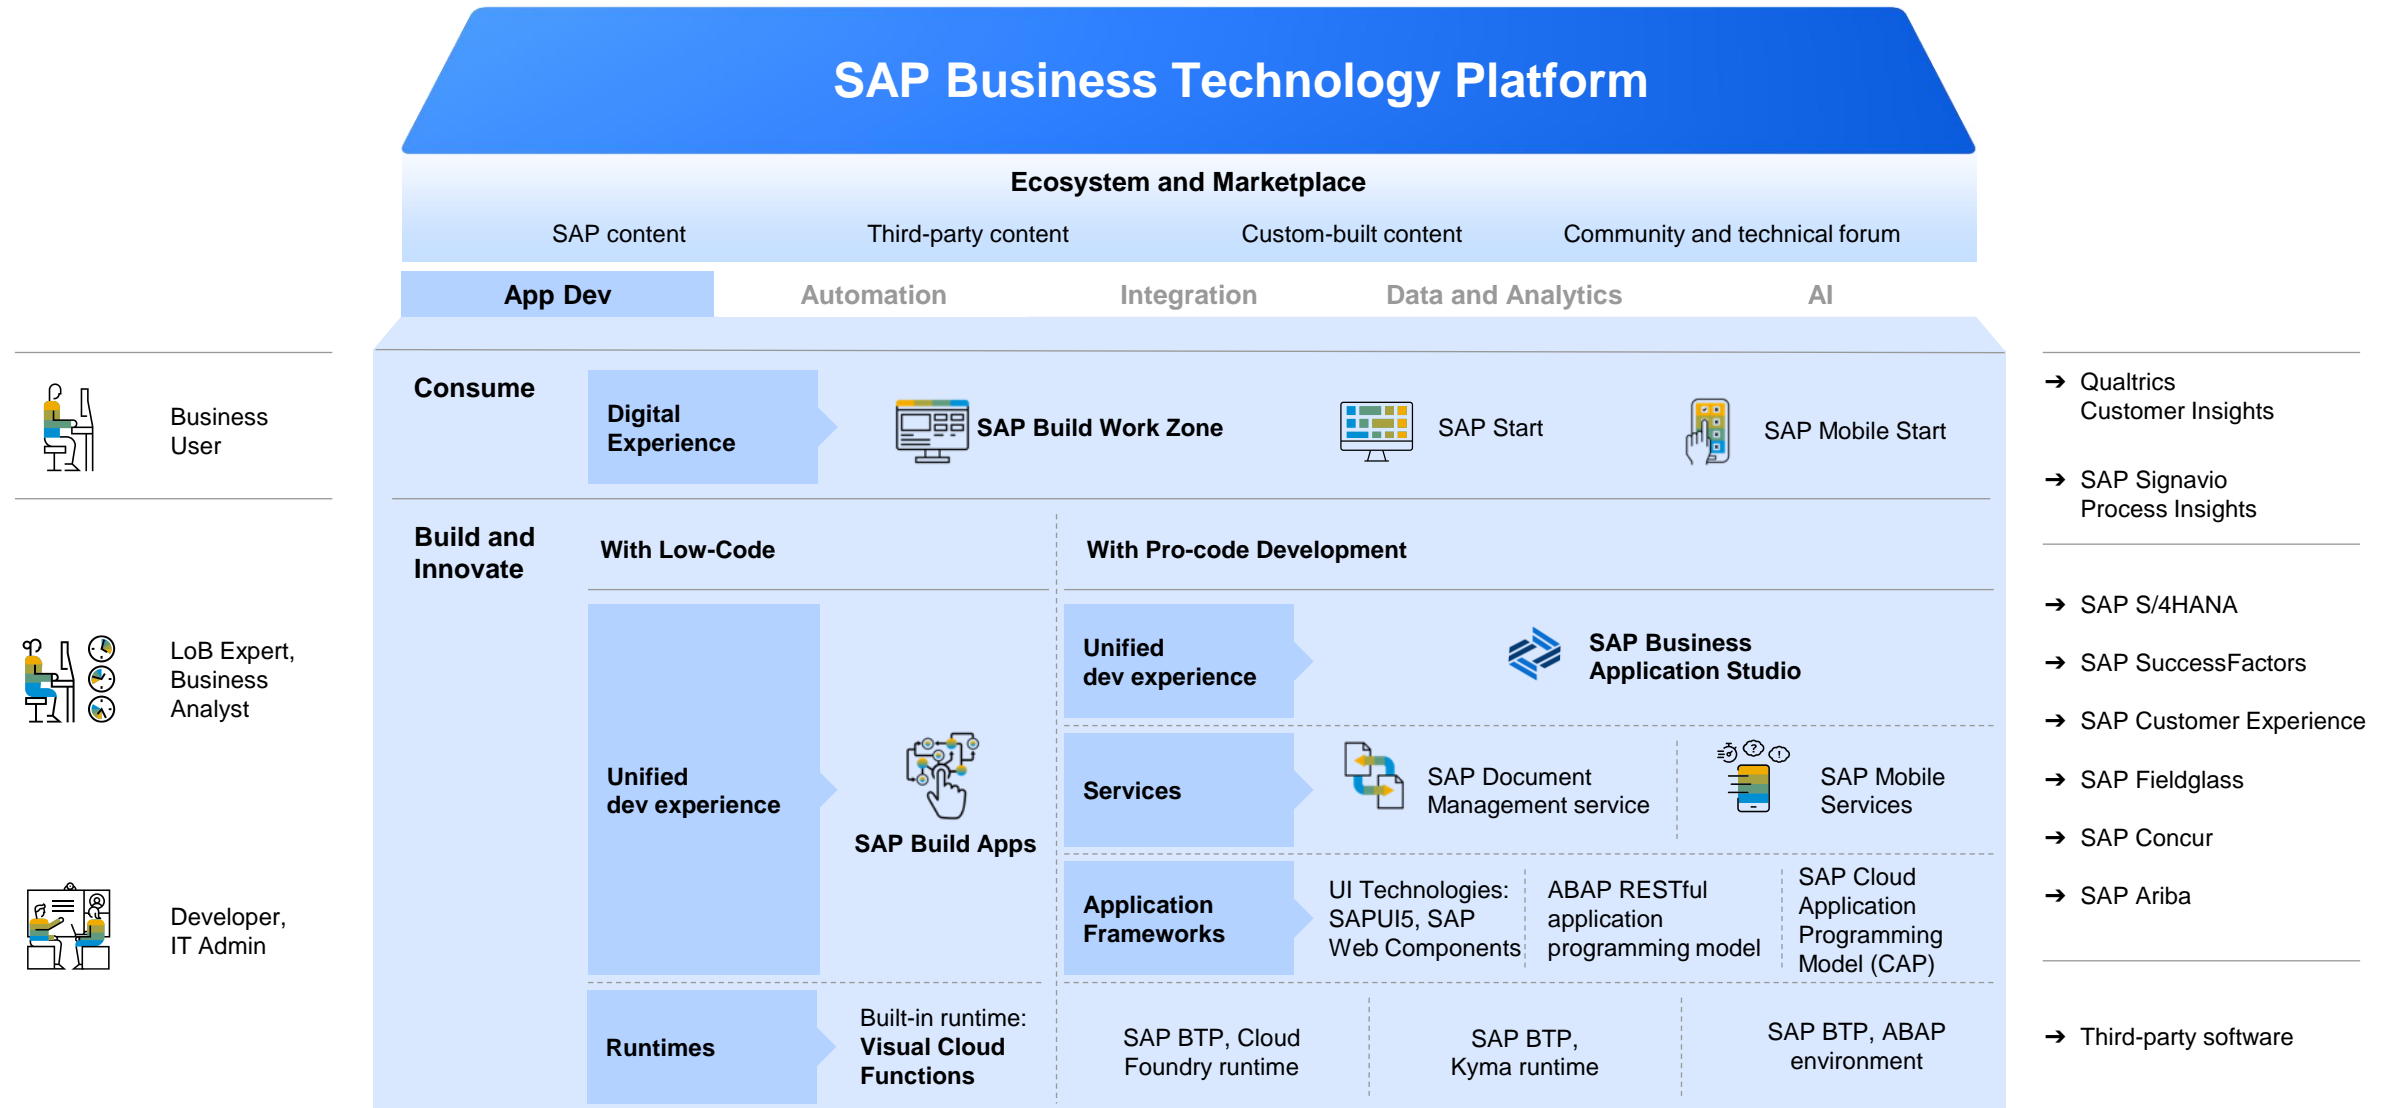 SAP Business Technology Platform
Ecosystem and Marketplace
SAP content
Third-party content
Custom-built content
Community and technical forum
App Dev
Automation
Integration
Data and Analytics
AI
Business
User
LoB Expert,
Business
Analyst
Developer,
IT Admin
Consume
Digital
Experience
SAP Build Work Zone
SAP Start
SAP Mobile Start
Build and
Innovate
With Low-Code
Unified
dev experience
SAP Build Apps
Runtimes
Built-in runtime:
Visual Cloud
Functions
With Pro-code Development
Unified
dev experience
SAP Business
Application Studio
Services
SAP Document
Management service
SAP Mobile
Services
Application
Frameworks
UI Technologies:
SAPUI5, SAP
Web Components
ABAP RESTful
application
programming model
SAP Cloud
Application
Programming
Model (CAP)
SAP BTP, Cloud
Foundry runtime
SAP BTP,
Kyma runtime
SAP BTP, ABAP
environment
➔ Qualtrics
Customer Insights
➔ SAP Signavio
Process Insights
➔ SAP S/4HANA
➔ SAP SuccessFactors
➔ SAP Customer Experience
➔ SAP Fieldglass
➔ SAP Concur
➔ SAP Ariba
➔ Third-party software